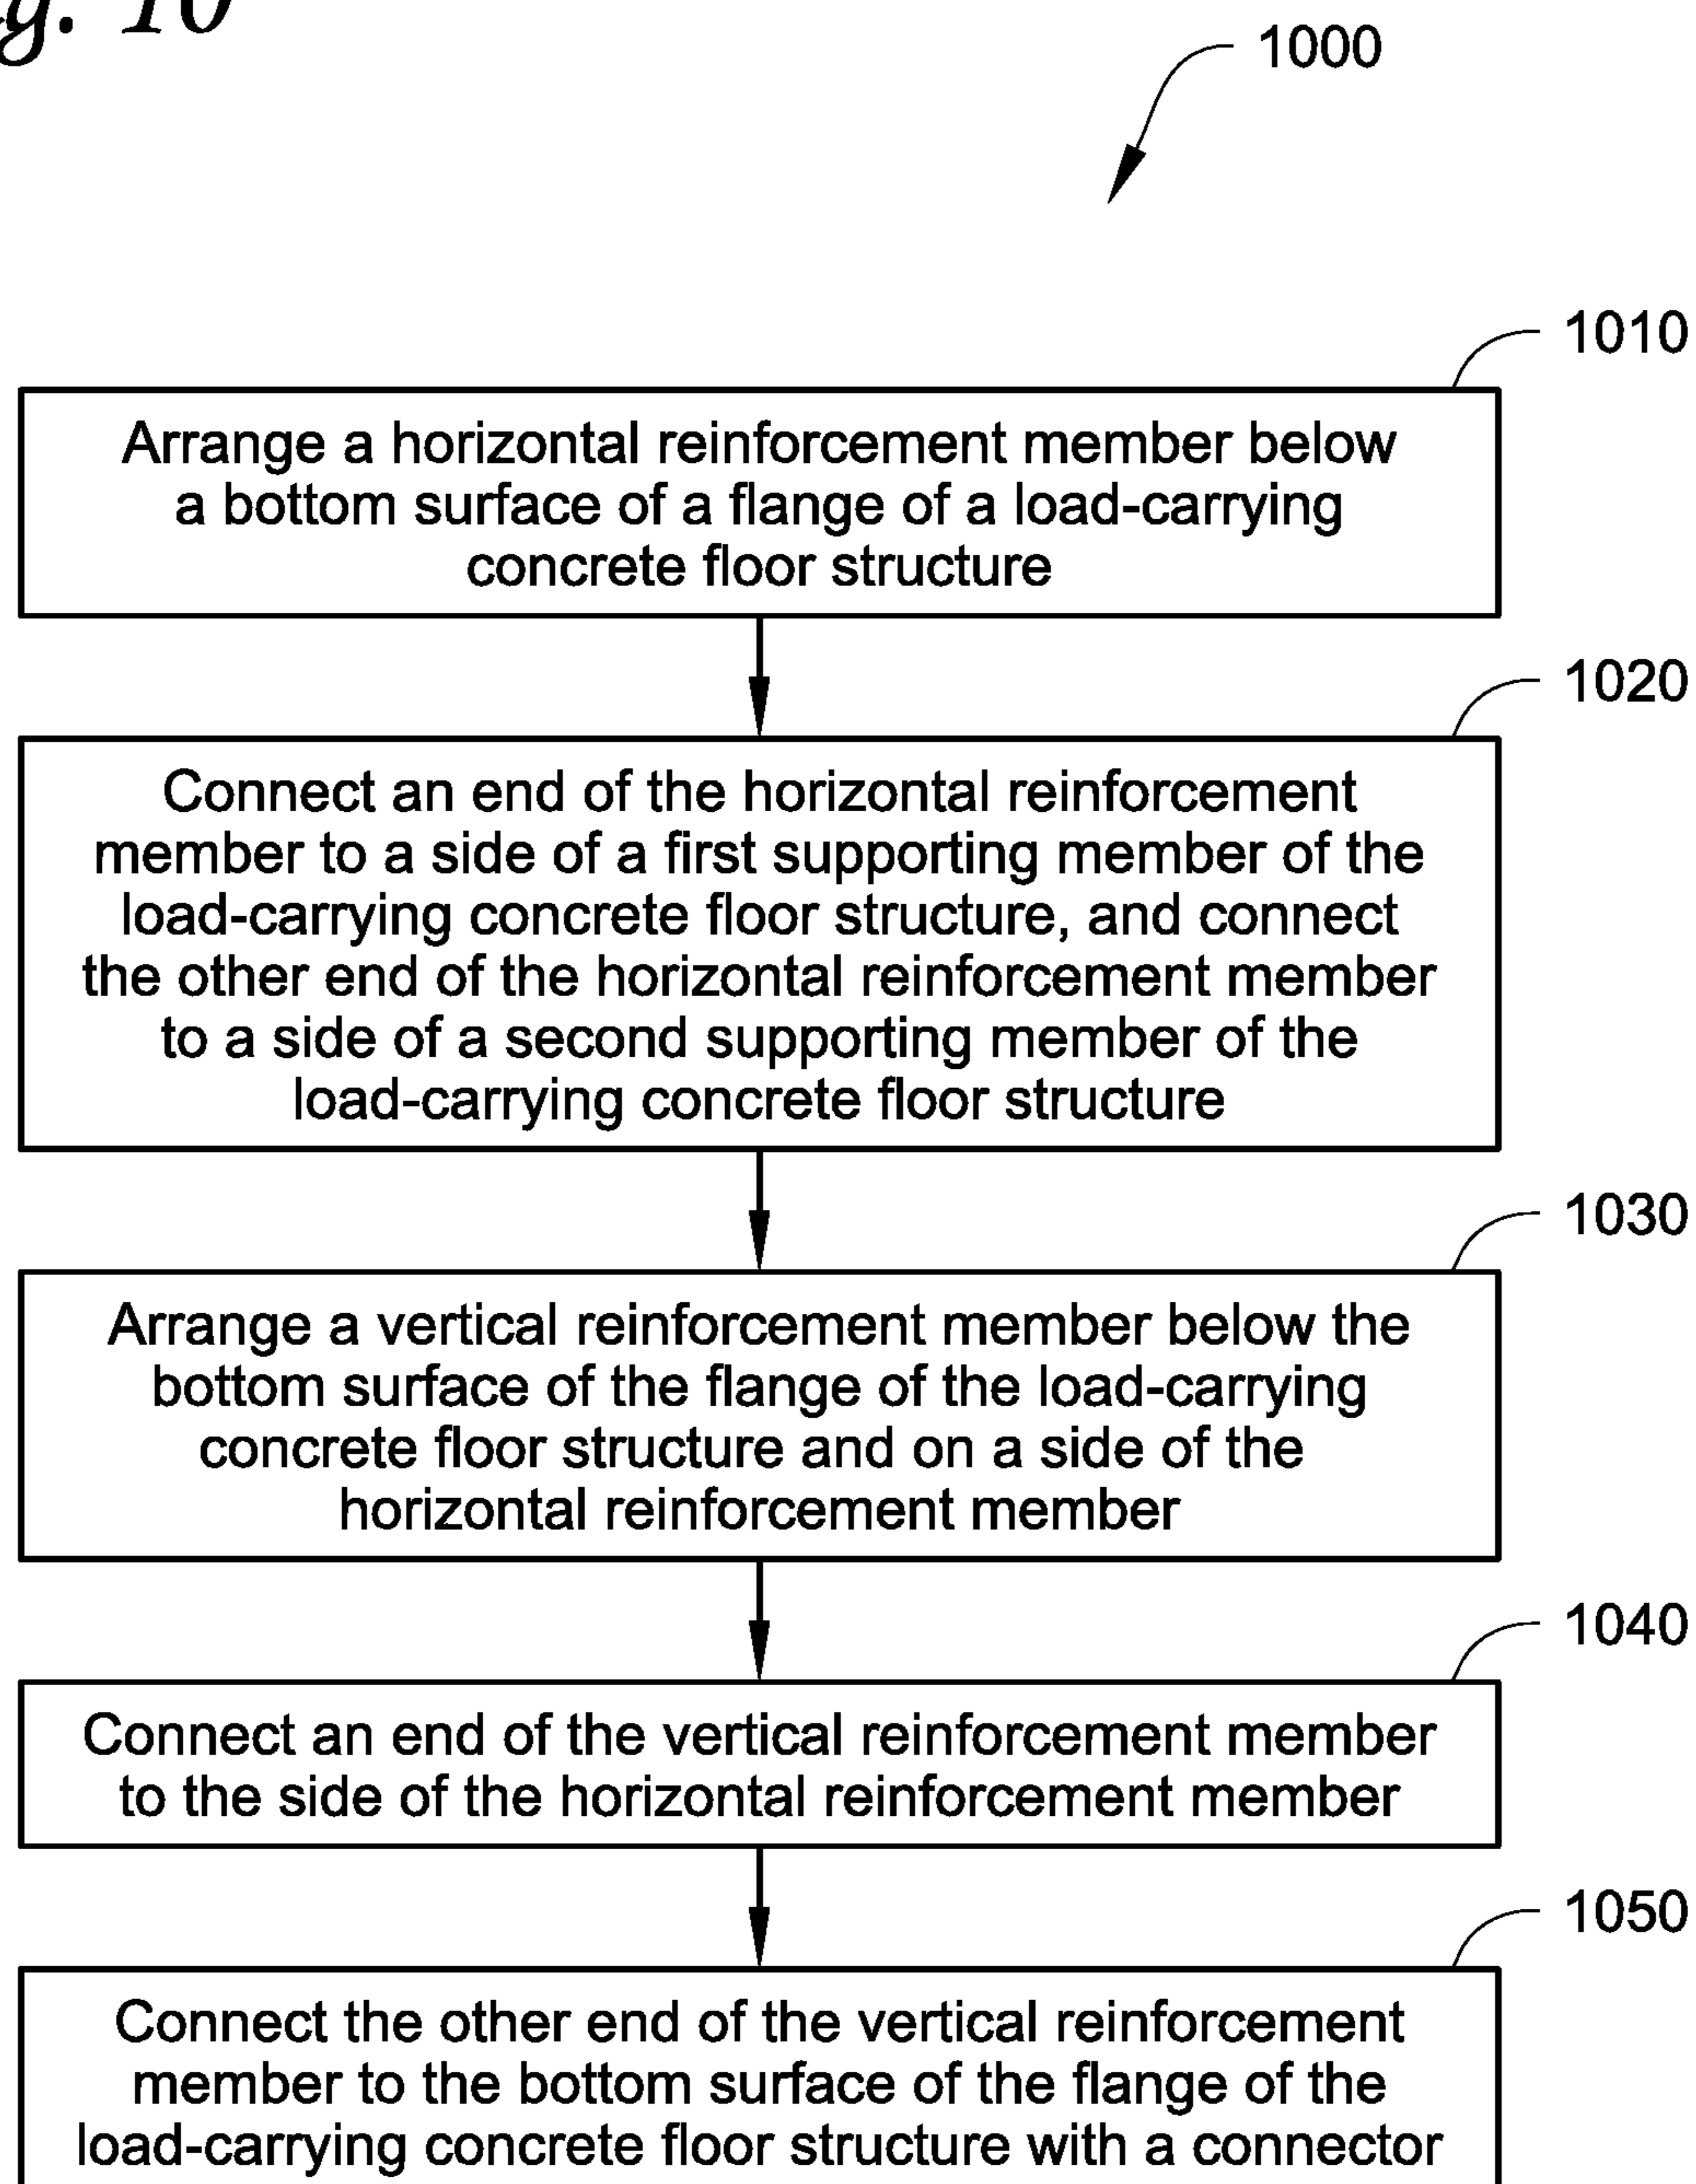 10
1000
1010
Arrange a horizontal reinforcement member below
a bottom surface of a flange of a load-carrying
concrete floor structure
1020
Connect an end of the horizontal reinforcement
member to a side of a first supporting member of the
load-carrying concrete floor structure, and connect
the other end of the horizontal reinforcement member
to a side of a second supporting member of the
load-carrying concrete floor structure
1030
Arrange a vertical reinforcement member below the
bottom surface of the flange of the load-carrying
concrete floor structure and on a side of the
horizontal reinforcement member
1040
Connect an end of the vertical reinforcement member
to the side of the horizontal reinforcement member
1050
Connect the other end of the vertical reinforcement
member to the bottom surface of the flange of the
load-carrying concrete floor structure with a connector